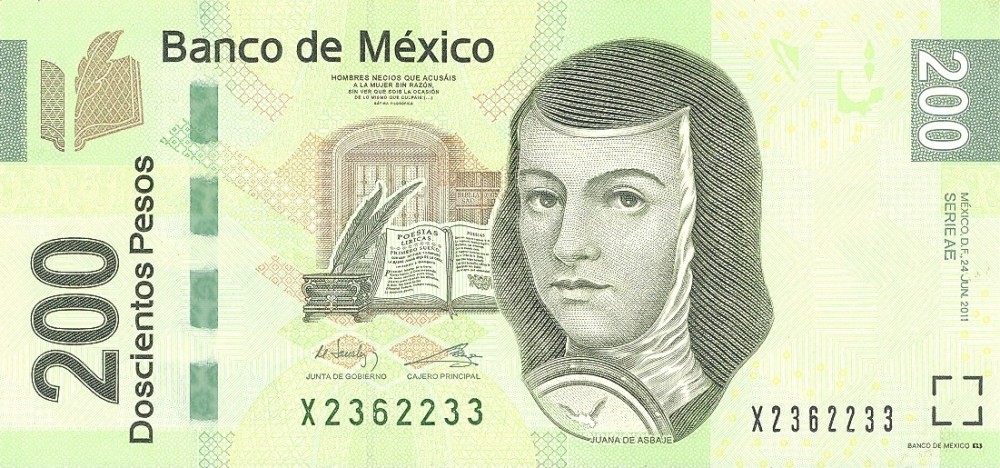 Banco de México
HOMBRES NECIOS QUE ACUSÁIS
A LA MUJER SIN RAZÓN,
SIN VER QUE SOIS LA OCASIÓN
DE LO MISMO QUE CULPÁIS (...)
200
Doscientos Pesos
200
POESIAS
LIRICAS.
PRIMERO SUEÑO,
MÉXICO, D.F., 24 JUN. 2011
SERIE AE
JUNTA DE GOBIERNO
CAJERO PRINCIPAL
X2362233
X2362233
JUANA DE ASBAJE
BANCO DE MÉXICO